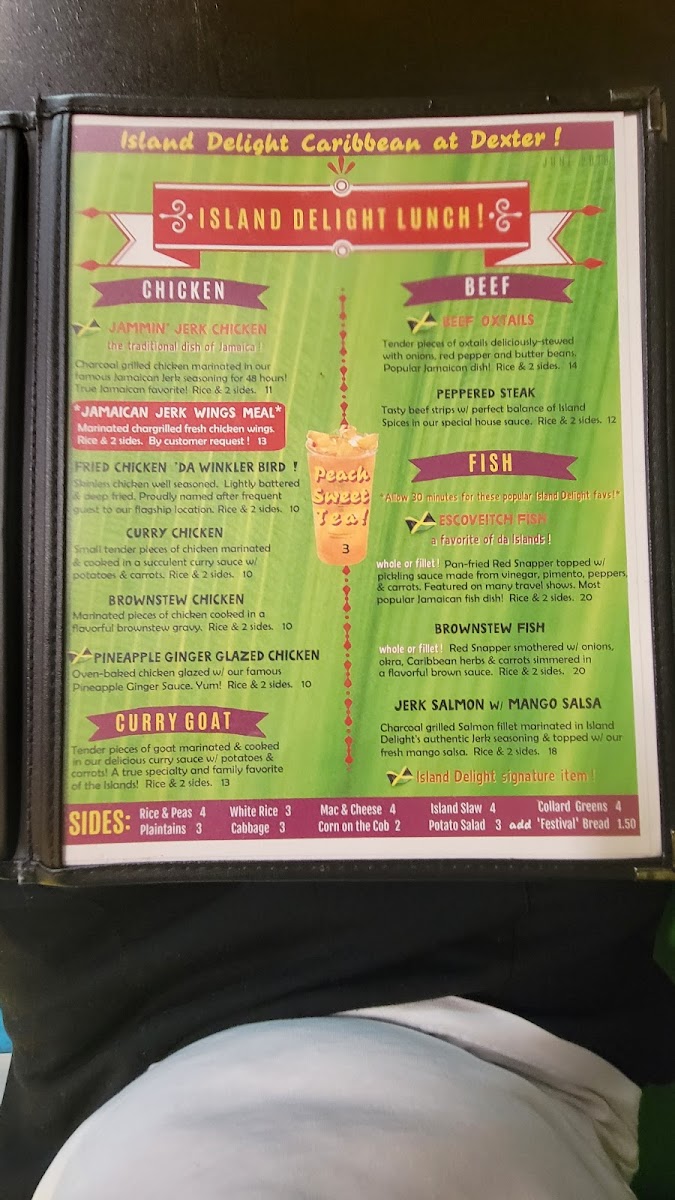 Island Delight Caribbean at Dexter !
ISLAND DELIGHT LUNCH!
CHICKEN
JAMMIN' JERK CHICKEN
the traditional dish of Jamaica !
Charcoal grilled chicken marinated in our
famous Jamaican Jerk seasoning for 48 hours!
True Jamaican favorite! Rice & 2 sides. 11
*JAMAICAN JERK WINGS MEAL*
Marinated chargrilled fresh chicken wings.
Rice & 2 sides. By customer request ! 13
FRIED CHICKEN 'DA WINKLER BIRD !
Skinless chicken well seasoned. Lightly battered
& deep fried. Proudly named after frequent
guest to our flagship location. Rice & 2 sides. 10
CURRY CHICKEN
Small tender pieces of chicken marinated
& cooked in a succulent curry sauce w/
potatoes & carrots. Rice & 2 sides. 10
BROWNSTEW CHICKEN
Marinated pieces of chicken cooked in a
flavorful brownstew gravy. Rice & 2 sides. 10
PINEAPPLE GINGER GLAZED CHICKEN
Oven-baked chicken glazed w/ our famous
Pineapple Ginger Sauce. Yum! Rice & 2 sides. 10
CURRY GOAT
Tender pieces of goat marinated & cooked
in our delicious curry sauce w/ potatoes &
carrots! A true specialty and family favorite
of the Islands! Rice & 2 sides. 13
Peach
Sweet
Tea!
3
BEEF
BEEF OXTAILS
Tender pieces of oxtails deliciously-stewed
with onions, red pepper and butter beans.
Popular Jamaican dish! Rice & 2 sides. 14
PEPPERED STEAK
Tasty beef strips w/ perfect balance of Island
Spices in our special house sauce. Rice & 2 sides. 12
FISH
*Allow 30 minutes for these popular Island Delight favs!*
ESCOVEITCH FISH
a favorite of da Islands !
whole or fillet! Pan-fried Red Snapper topped w/
pickling sauce made from vinegar, pimento, peppers,
& carrots. Featured on many travel shows. Most
popular Jamaican fish dish! Rice & 2 sides. 20
BROWNSTEW FISH
whole or fillet! Red Snapper smothered w/ onions,
okra, Caribbean herbs & carrots simmered in
a flavorful brown sauce. Rice & 2 sides. 20
JERK SALMON W/ MANGO SALSA
Charcoal grilled Salmon fillet marinated in Island
Delight's authentic Jerk seasoning & topped w/ our
fresh mango salsa. Rice & 2 sides. 18
Island Delight signature item !
SIDES: Rice & Peas 4 White Rice 3 Mac & Cheese 4 Island Slaw 4 Collard Greens 4
Plaintains 3 Cabbage 3 Corn on the Cob 2 Potato Salad 3 add 'Festival' Bread 1.50